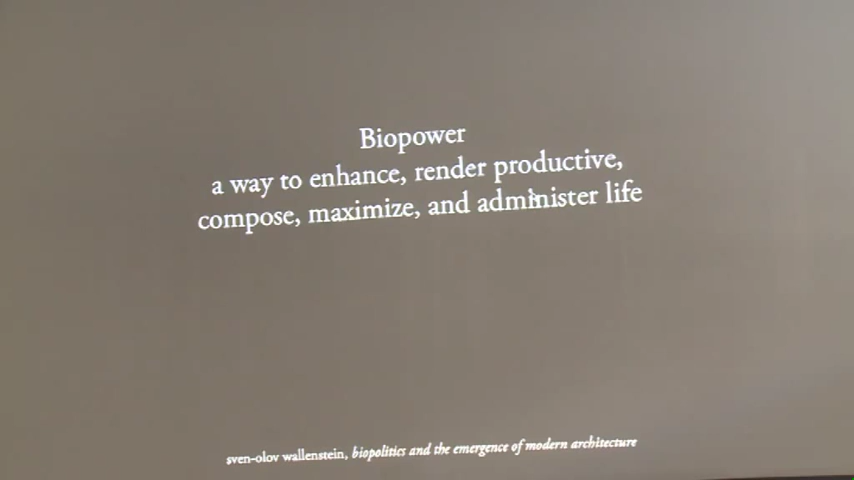 Biopower
a way to enhance, render productive,
compose, maximize, and administer life
sven-olov wallenstein, biopolitics and the emergence of modern architecture